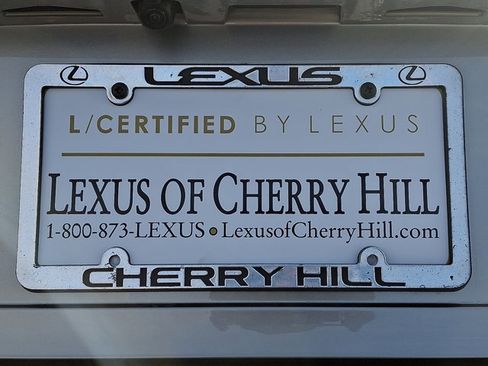 LEXUS
L/CERTIFIED BY LEXUS
LEXUS OF CHERRY HILL
1-800-873-LEXUS • LexusofCherryHill.com
CHERRY HILL